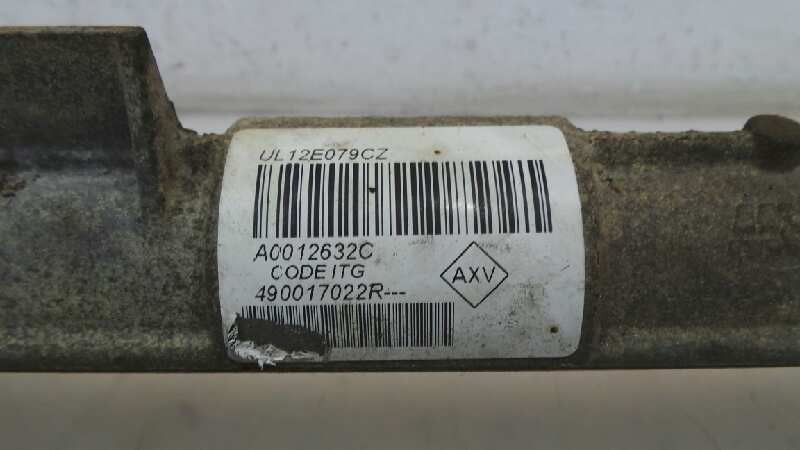 UL12E079CZ
A0012632C
CODE ITG
490017022R---
AXV